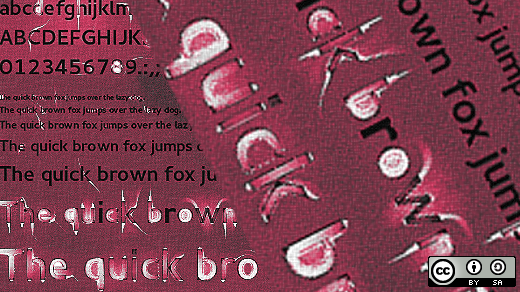 abcdefghijklm
ABCDEFGHIJK
0123456789.:,;
The quick brown fox jumps over the lazy dog.
The quick brown fox jumps over the lazy dog.
The quick brown fox jumps over the laz
The quick brown fox jumps
The quick brown fox ju
The quick brown
The quick bro
quick
brow
own fox jum
fox jump
cc BY SA